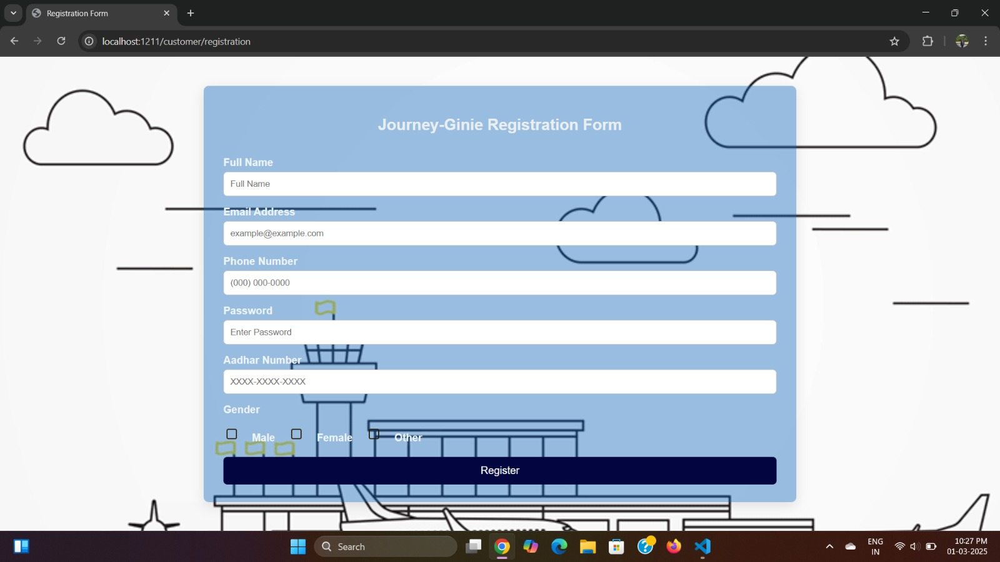 Registration Form
localhost:1211/customer/registration
Journey-Ginie Registration Form
Full Name
Full Name
Email Address
example@example.com
Phone Number
(000) 000-0000
Password
Enter Password
Aadhar Number
XXXX-XXXX-XXXX
Gender
Male Female Other
Register
Search
ENG
IN
10:27 PM
01-03-2025